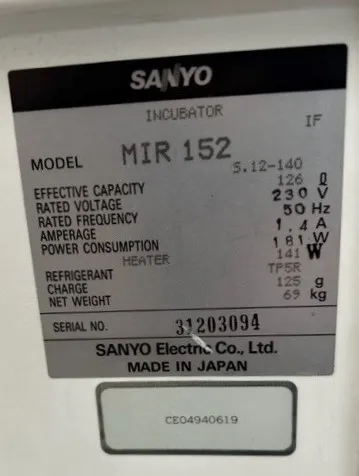 SANYO
INCUBATOR IF
MODEL MIR 152
S.12-140
EFFECTIVE CAPACITY 126 ℓ
RATED VOLTAGE 230 V
RATED FREQUENCY 50 Hz
AMPERAGE 1.4 A
POWER CONSUMPTION 181 W
HEATER 141 W
REFRIGERANT TP5R
CHARGE 125 g
NET WEIGHT 69 kg
SERIAL NO. 31203094
SANYO Electric Co., Ltd.
MADE IN JAPAN
CE04940619